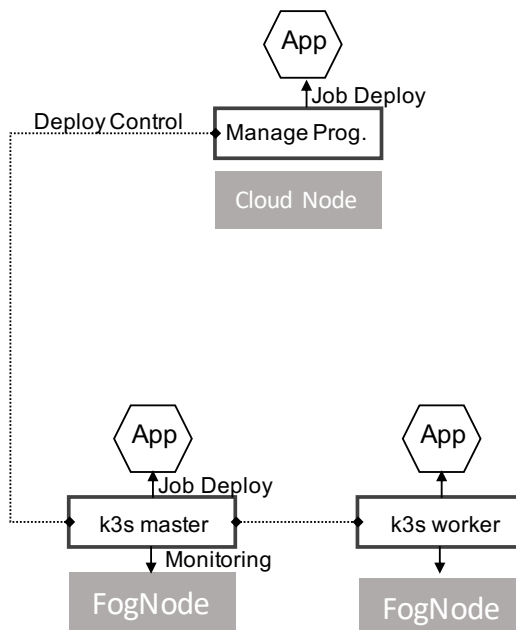 App
Job Deploy
Deploy Control
Manage Prog.
Cloud Node
App
App
Job Deploy
k3s master
k3s worker
Monitoring
FogNode
FogNode